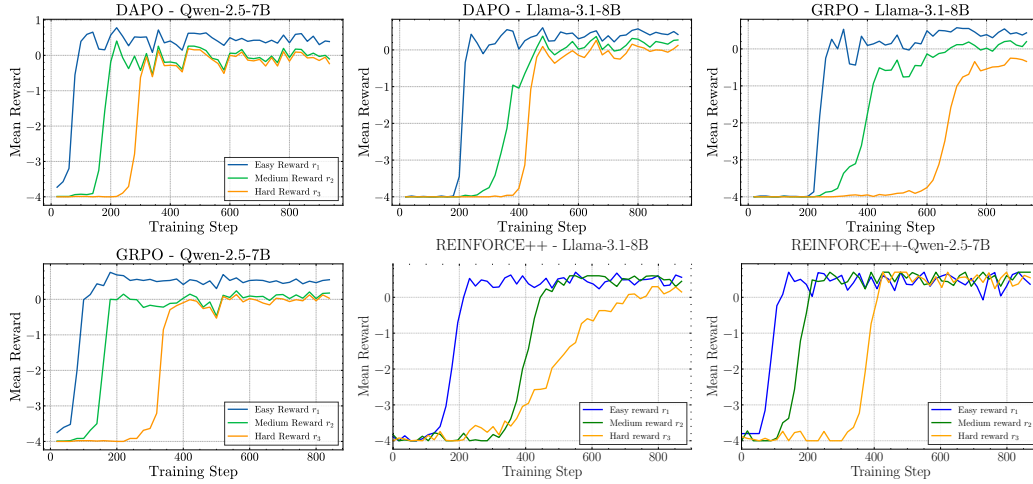 DAPO - Qwen-2.5-7B
1
0
−1
−2
−3
−4
Mean Reward
200
400
600
800
Training Step
Easy Reward r₁
Medium Reward r₂
Hard Reward r₃
DAPO - Llama-3.1-8B
0
−1
−2
−3
−4
Mean Reward
0
200
400
600
800
Training Step
GRPO - Llama-3.1-8B
0
−1
−2
−3
−4
Mean Reward
0
200
400
600
800
Training Step
GRPO - Qwen-2.5-7B
0
−1
−2
−3
−4
Mean Reward
200
400
600
800
Training Step
Easy Reward r₁
Medium Reward r₂
Hard Reward r₃
REINFORCE++ - Llama-3.1-8B
0
−1
−2
−3
−4
Mean Reward
0
200
400
600
800
Training Step
Easy reward r₁
Medium reward r₂
Hard reward r₃
REINFORCE++-Qwen-2.5-7B
0
−1
−2
−3
−4
Mean Reward
0
200
400
600
800
Training Step
Easy reward r₁
Medium reward r₂
Hard reward r₃